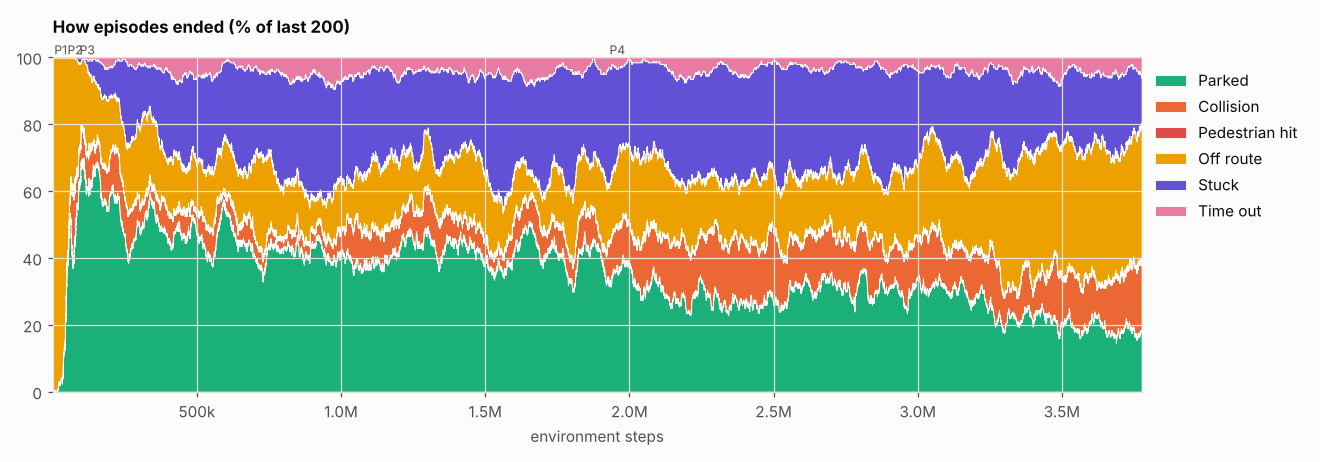 How episodes ended (% of last 200)
P1P2P3 P4
100
80
60
40
20
0
500k 1.0M 1.5M 2.0M 2.5M 3.0M 3.5M
environment steps
Parked
Collision
Pedestrian hit
Off route
Stuck
Time out